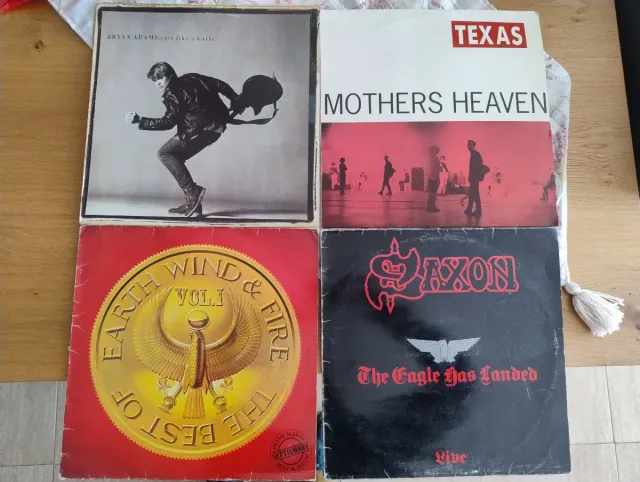 BRYAN ADAMS cuts like a knife
TEXAS
MOTHERS HEAVEN
THE BEST OF EARTH WIND & FIRE
VOL. I
SEPTEMBER
SAXON
The Eagle Has Landed
Live